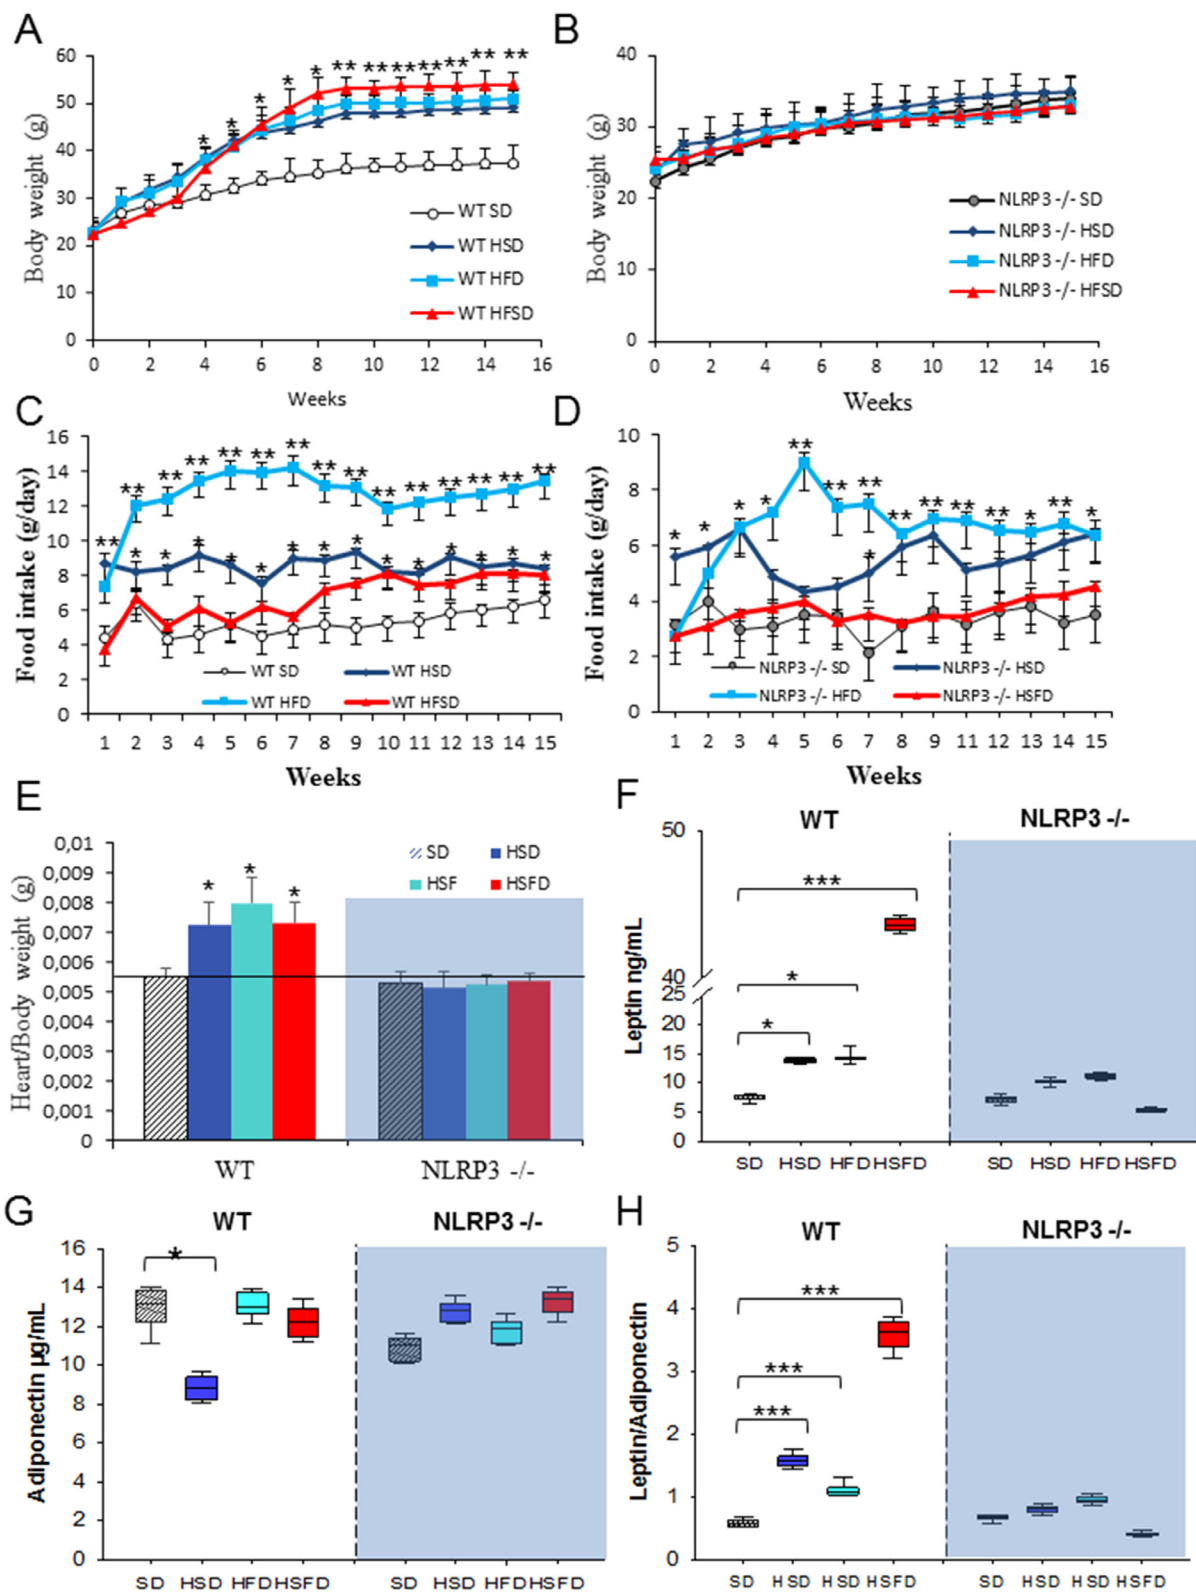 A
60
50
40
30
20
10
0
Body weight (g)
* * * * * ** ** ** ** ** ** **
WT SD
WT HSD
WT HFD
WT HFSD
0 2 4 6 8 10 12 14 16
Weeks
B
40
30
20
10
0
Body weight (g)
NLRP3 -/- SD
NLRP3 -/- HSD
NLRP3 -/- HFD
NLRP3 -/- HFSD
0 2 4 6 8 10 12 14 16
Weeks
C
16
14
12
10
8
6
4
2
0
Food intake (g/day)
** ** ** ** ** ** ** ** ** ** ** ** ** ** **
* * * * * * * * * * * * * *
WT SD WT HSD
WT HFD WT HFSD
1 2 3 4 5 6 7 8 9 10 11 12 13 14 15
Weeks
D
10
8
6
4
2
0
Food intake (g/day)
* * * * ** ** ** ** ** ** ** * ** *
*
NLRP3 -/- SD NLRP3 -/- HSD
NLRP3 -/- HFD NLRP3 -/- HSFD
1 2 3 4 5 6 7 8 9 11 12 13 14 15
Weeks
E
0,01
0,009
0,008
0,007
0,006
0,005
0,004
0,003
0,002
0,001
0
Heart/Body weight (g)
SD HSD
HSF HSFD
* * *
WT NLRP3 -/-
F
WT NLRP3 -/-
50
40
25
20
15
10
5
0
Leptin ng/mL
***
*
*
SD HSD HFD HSFD SD HSD HFD HSFD
G
WT NLRP3 -/-
16
14
12
10
8
6
4
2
0
Adiponectin µg/mL
*
SD HSD HFD HSFD SD HSD HFD HSFD
H
WT NLRP3 -/-
5
4
3
2
1
0
Leptin/Adiponectin
***
***
***
SD H SD H SD HSFD SD H SD H SD HSFD